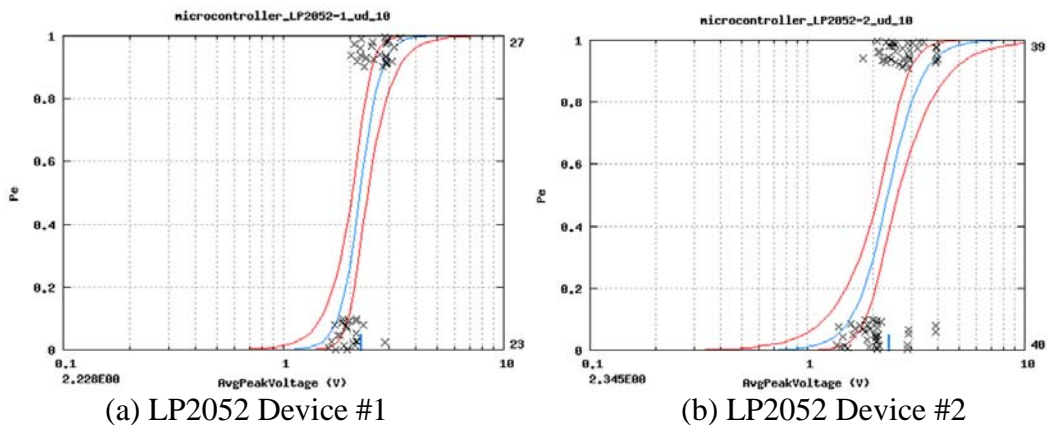 microcontroller_LP2052-1_ud_10
1
0.8
0.6
0.4
0.2
0
Pe
27
23
0.1
1
10
2.228E00
AvgPeakVoltage (V)
(a) LP2052 Device #1
microcontroller_LP2052-2_ud_10
1
0.8
0.6
0.4
0.2
0
Pe
39
40
0.1
1
10
2.345E00
AvgPeakVoltage (V)
(b) LP2052 Device #2